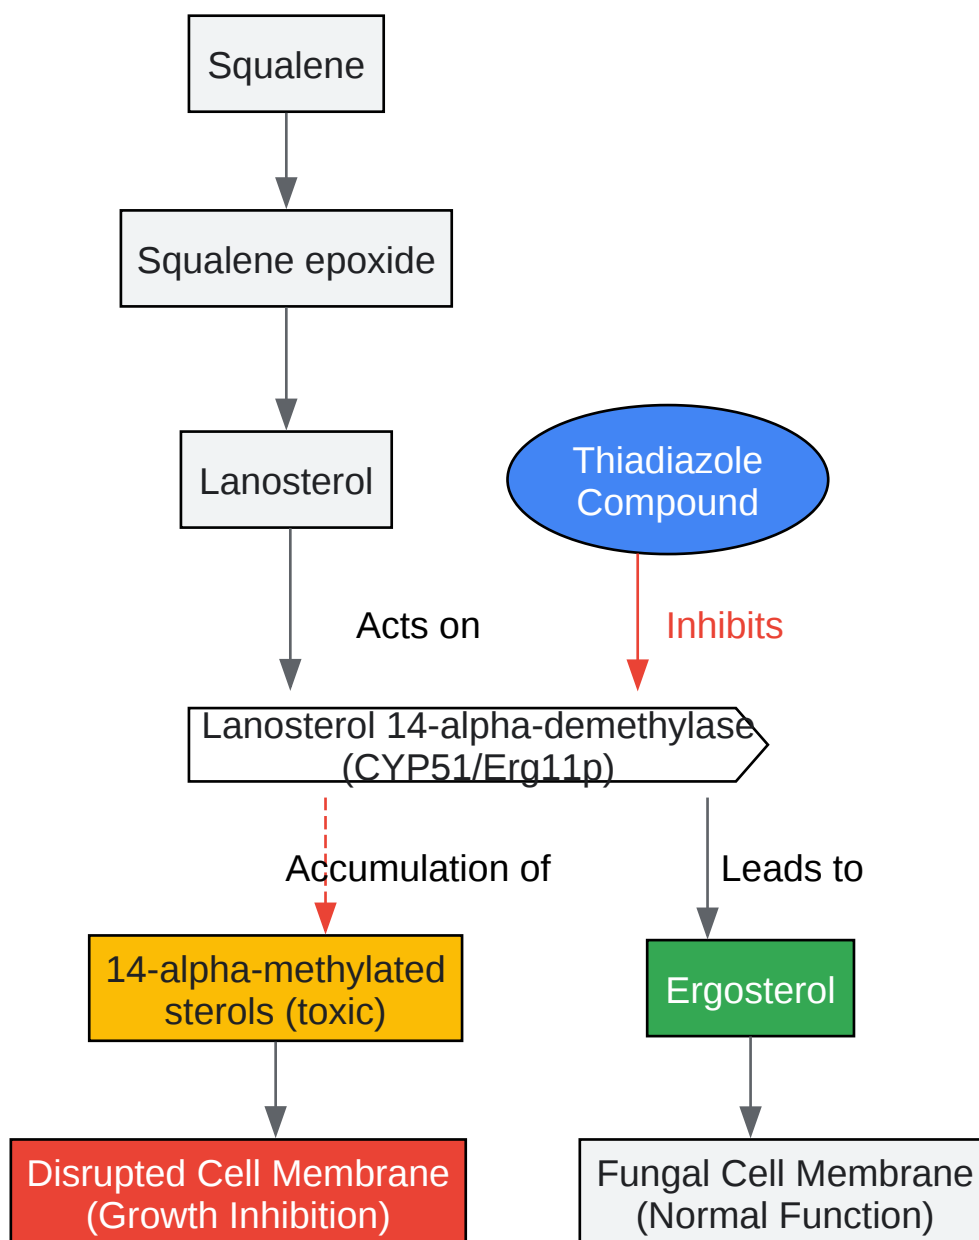 Squalene
Squalene epoxide
Lanosterol
Thiadiazole
Compound
Acts on
Inhibits
Lanosterol 14-alpha-demethylase
(CYP51/Erg11p)
Accumulation of
Leads to
14-alpha-methylated
sterols (toxic)
Ergosterol
Disrupted Cell Membrane
(Growth Inhibition)
Fungal Cell Membrane
(Normal Function)